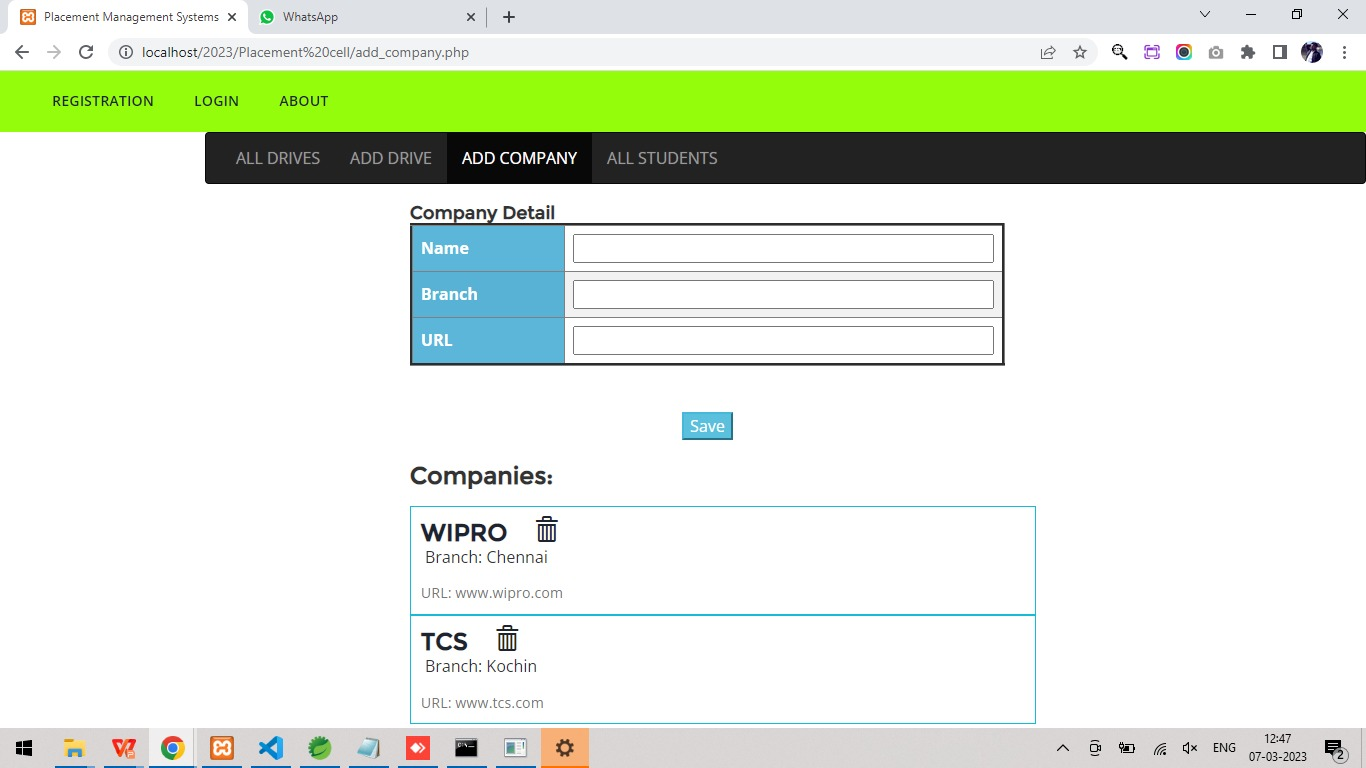 Placement Management Systems
WhatsApp
localhost/2023/Placement%20cell/add_company.php
REGISTRATION LOGIN ABOUT
ALL DRIVES ADD DRIVE ADD COMPANY ALL STUDENTS
Company Detail
Name
Branch
URL
Save
Companies:
WIPRO
Branch: Chennai
URL: www.wipro.com
TCS
Branch: Kochin
URL: www.tcs.com
ENG
12:47
07-03-2023
2